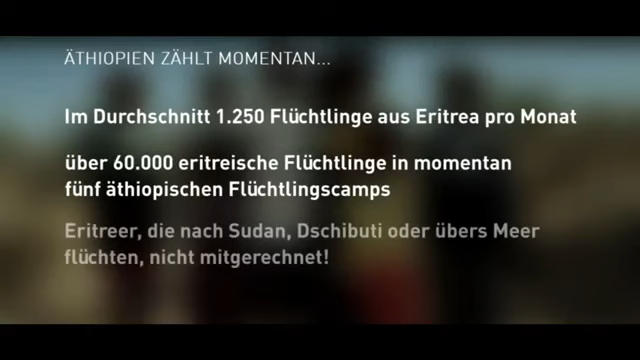 ÄTHIOPIEN ZÄHLT MOMENTAN...
Im Durchschnitt 1.250 Flüchtlinge aus Eritrea pro Monat
über 60.000 eritreische Flüchtlinge in momentan
fünf äthiopischen Flüchtlingscamps
Eritreer, die nach Sudan, Dschibuti oder übers Meer
flüchten, nicht mitgerechnet!